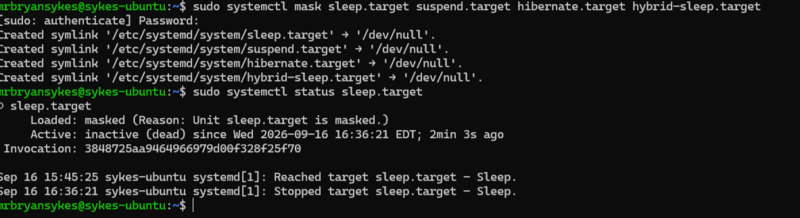 mrbryansykes@sykes-ubuntu:~$ sudo systemctl mask sleep.target suspend.target hibernate.target hybrid-sleep.target
[sudo: authenticate] Password:
Created symlink '/etc/systemd/system/sleep.target' → '/dev/null'.
Created symlink '/etc/systemd/system/suspend.target' → '/dev/null'.
Created symlink '/etc/systemd/system/hibernate.target' → '/dev/null'.
Created symlink '/etc/systemd/system/hybrid-sleep.target' → '/dev/null'.
mrbryansykes@sykes-ubuntu:~$ sudo systemctl status sleep.target
○ sleep.target
Loaded: masked (Reason: Unit sleep.target is masked.)
Active: inactive (dead) since Wed 2026-09-16 16:36:21 EDT; 2min 3s ago
Invocation: 3848725aa9464966979d00f328f25f70
Sep 16 15:45:25 sykes-ubuntu systemd[1]: Reached target sleep.target - Sleep.
Sep 16 16:36:21 sykes-ubuntu systemd[1]: Stopped target sleep.target - Sleep.
mrbryansykes@sykes-ubuntu:~$